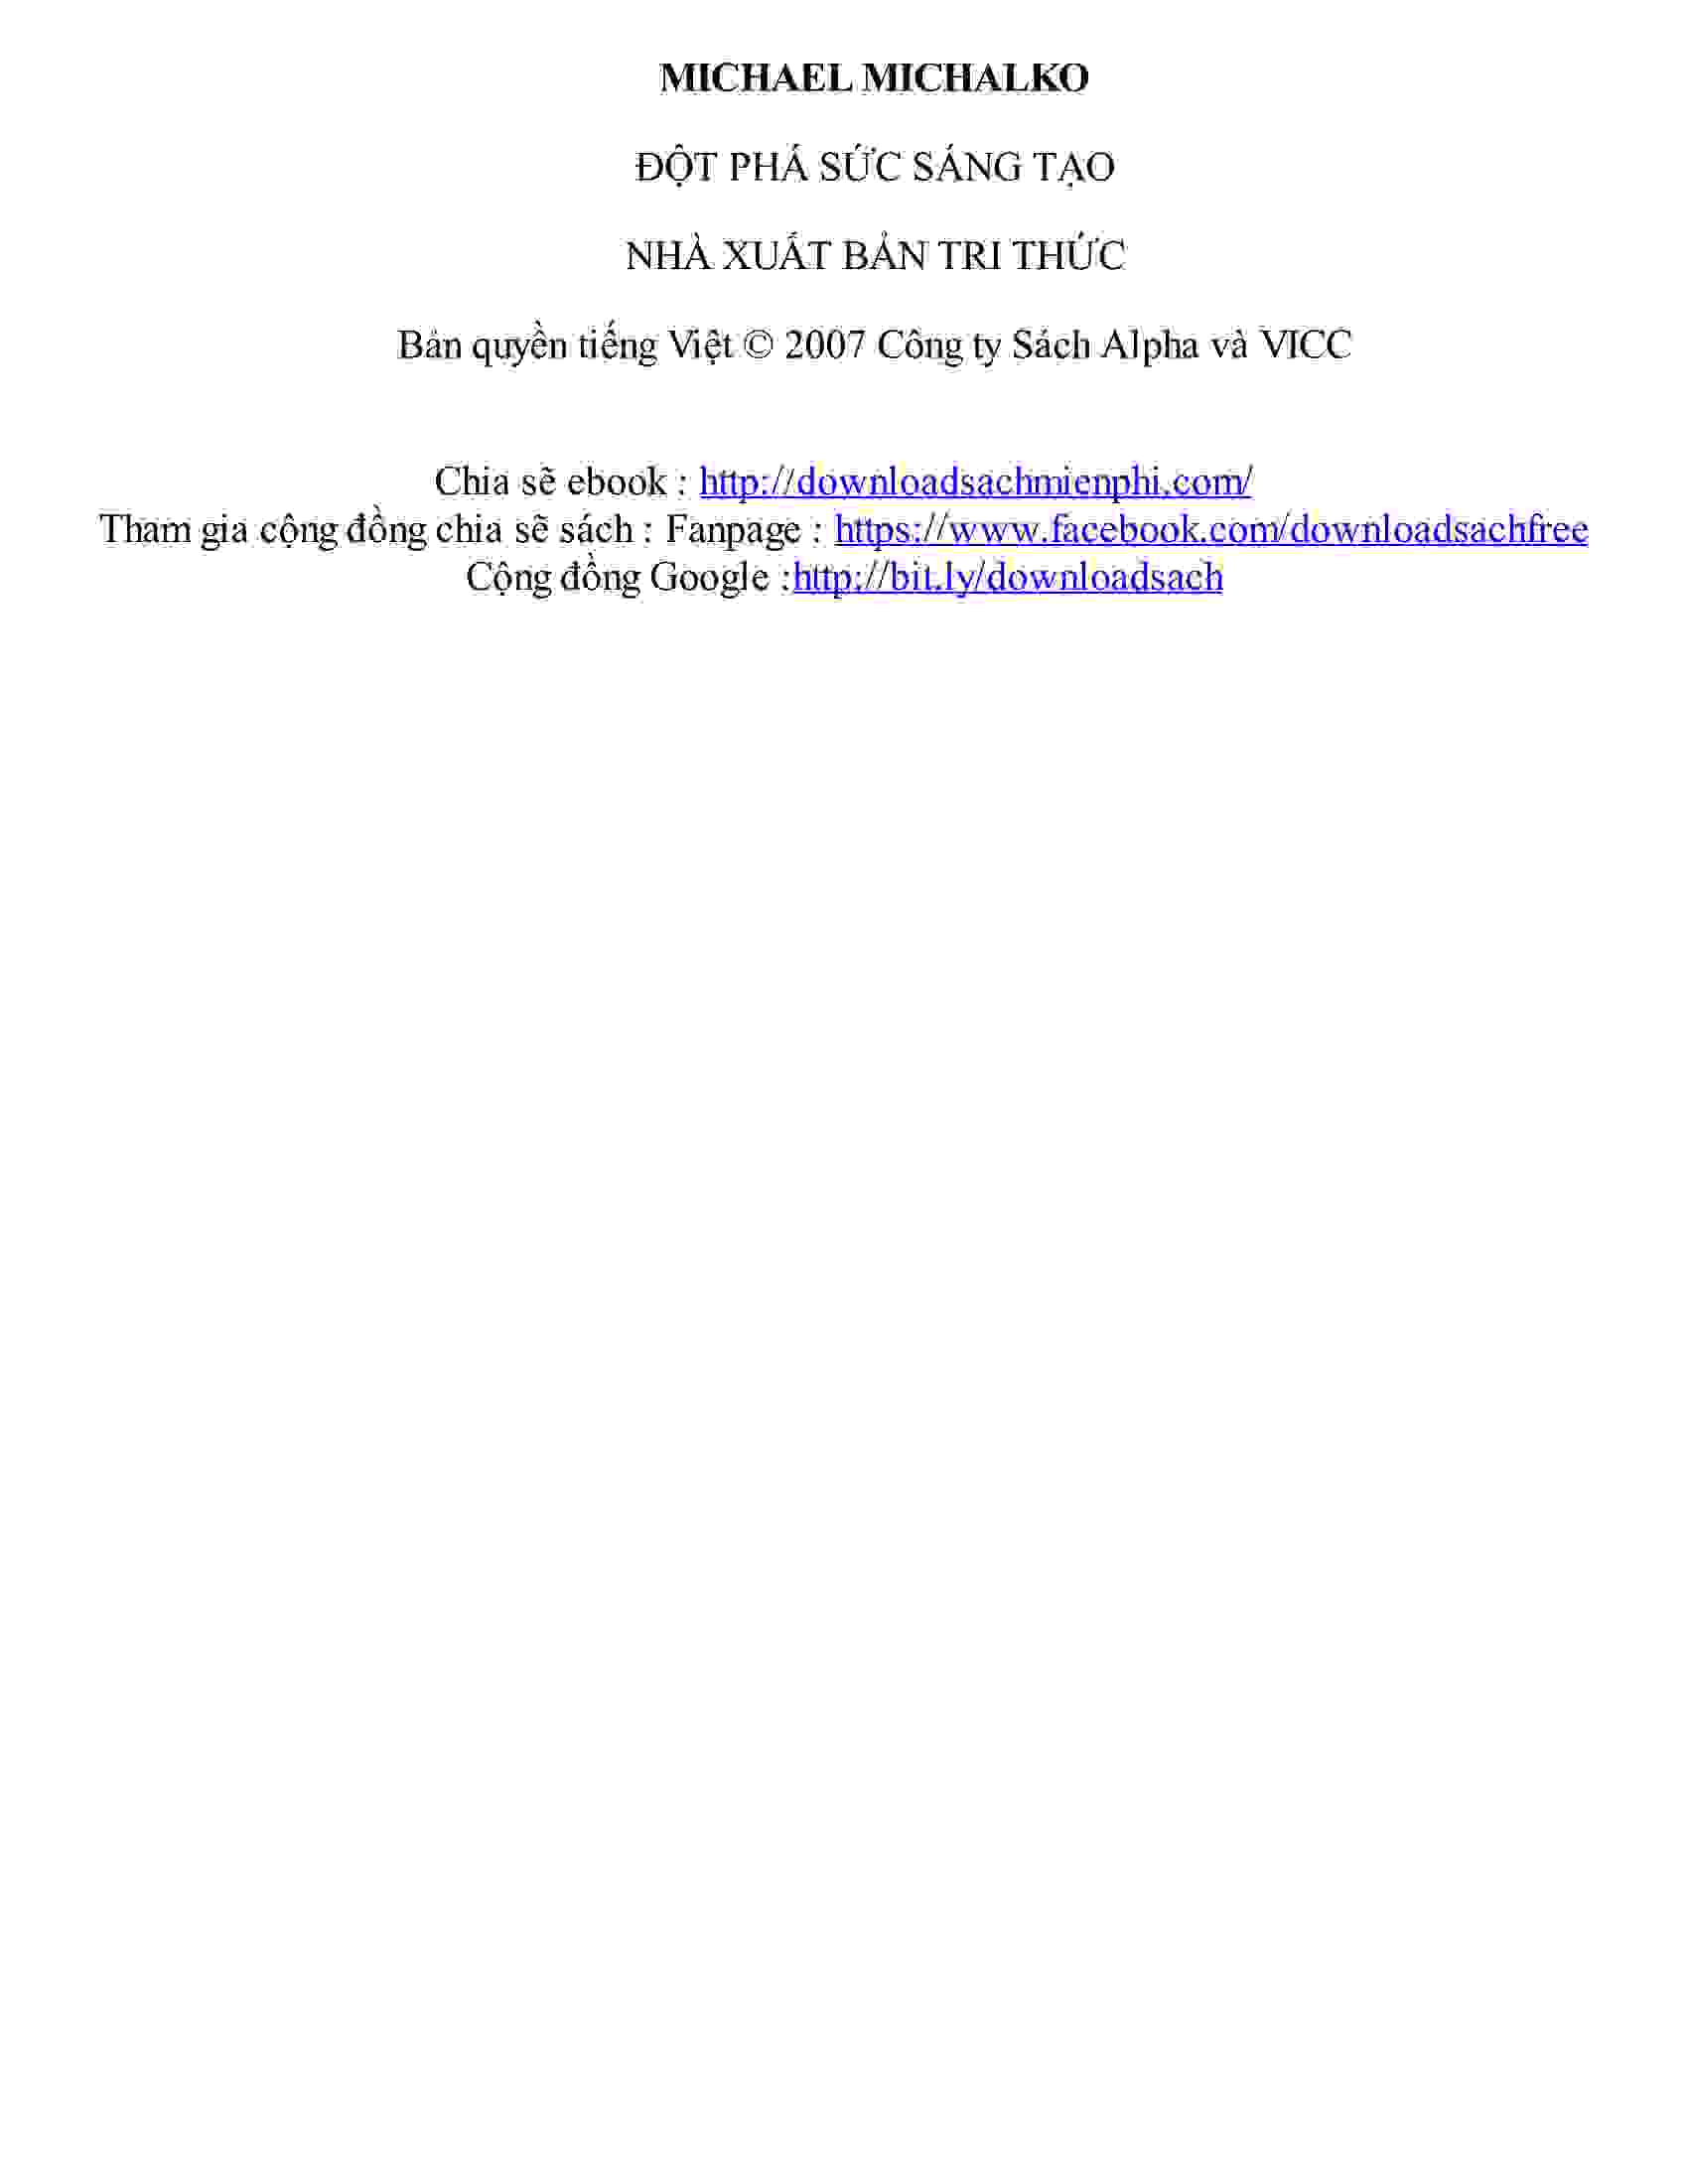 MICHAEL MICHALKO
ĐỘT PHÁ SỨC SÁNG TẠO
NHÀ XUẤT BẢN TRI THỨC
Bản quyền tiếng Việt © 2007 Công ty Sách Alpha và VICC
Chia sẽ ebook : http://downloadsachmienphi.com/
Tham gia cộng đồng chia sẽ sách : Fanpage : https://www.facebook.com/downloadsachfree
Cộng đồng Google :http://bit.ly/downloadsach